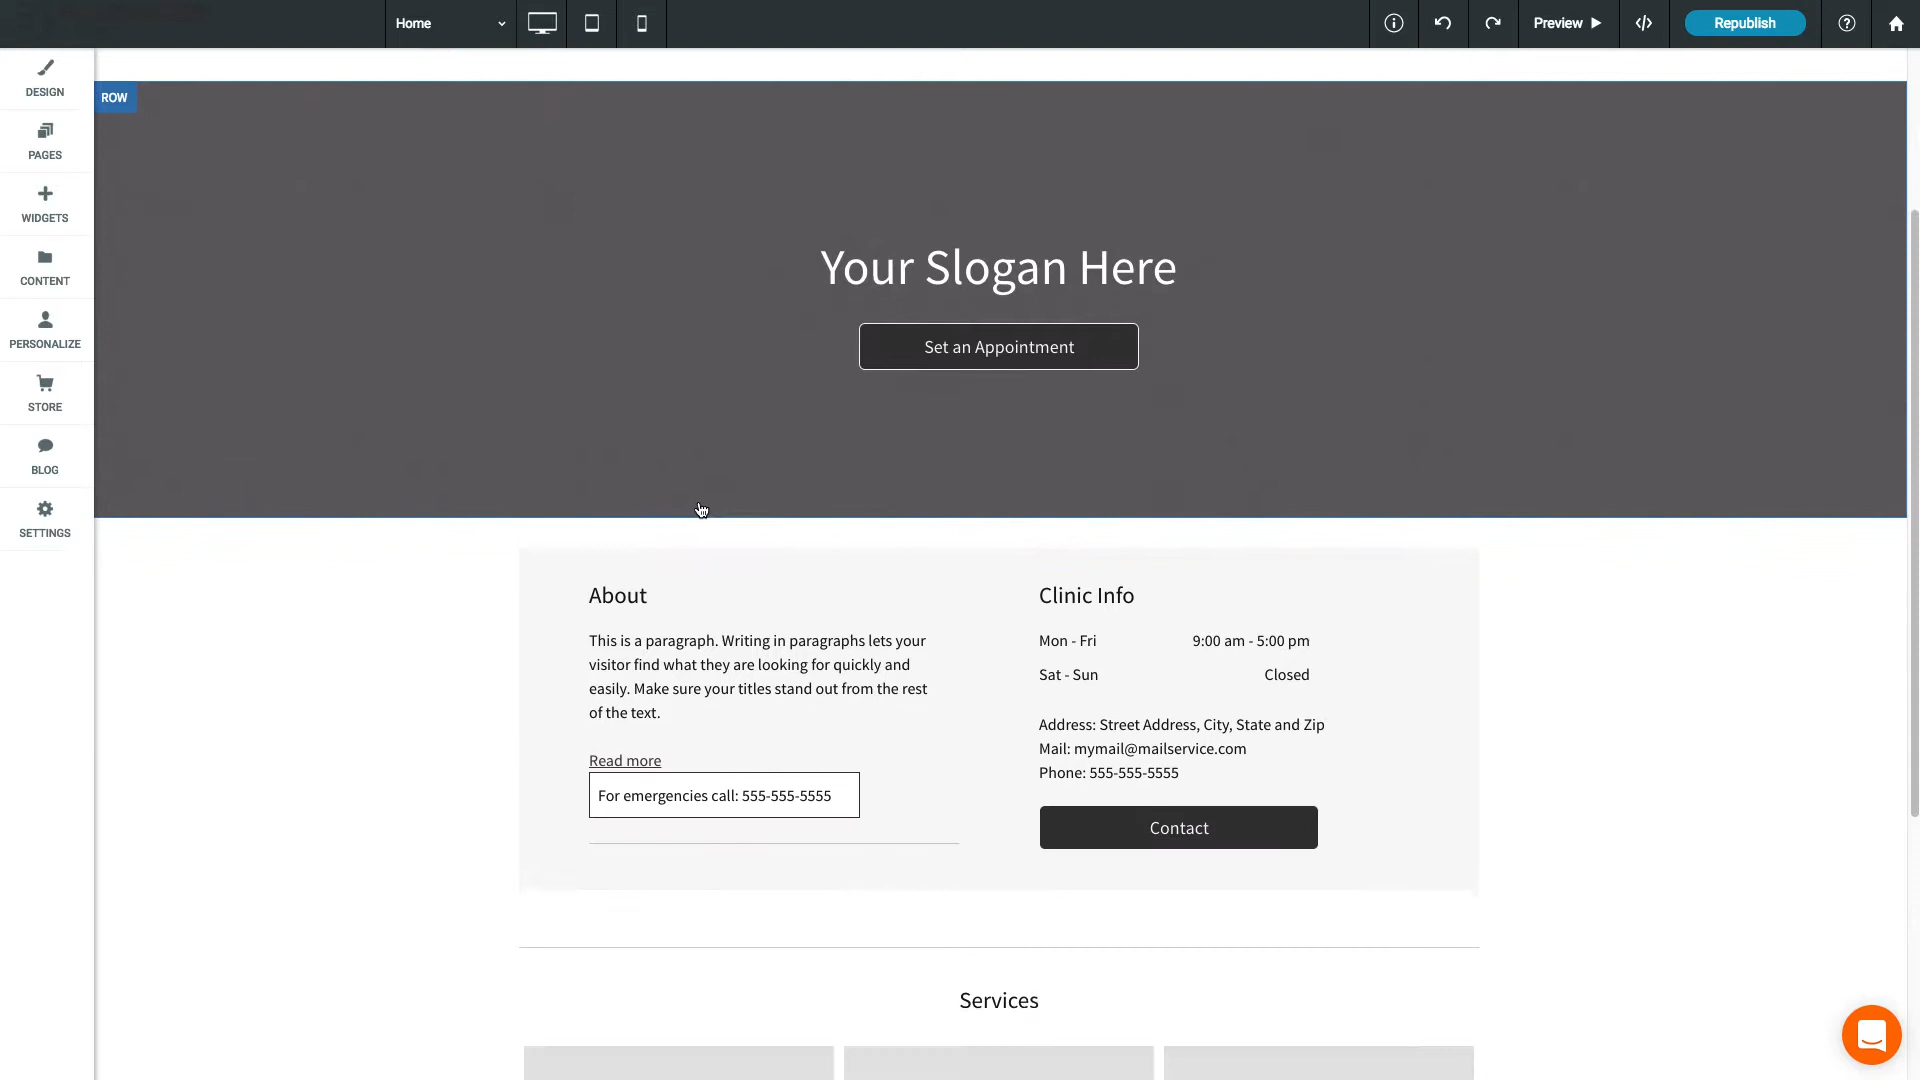 Home
Preview
Republish
DESIGN
PAGES
WIDGETS
CONTENT
PERSONALIZE
STORE
BLOG
SETTINGS
ROW
Your Slogan Here
Set an Appointment
About
This is a paragraph. Writing in paragraphs lets your
visitor find what they are looking for quickly and
easily. Make sure your titles stand out from the rest
of the text.
Read more
For emergencies call: 555-555-5555
Clinic Info
Mon - Fri 9:00 am - 5:00 pm
Sat - Sun Closed
Address: Street Address, City, State and Zip
Mail: mymail@mailservice.com
Phone: 555-555-5555
Contact
Services